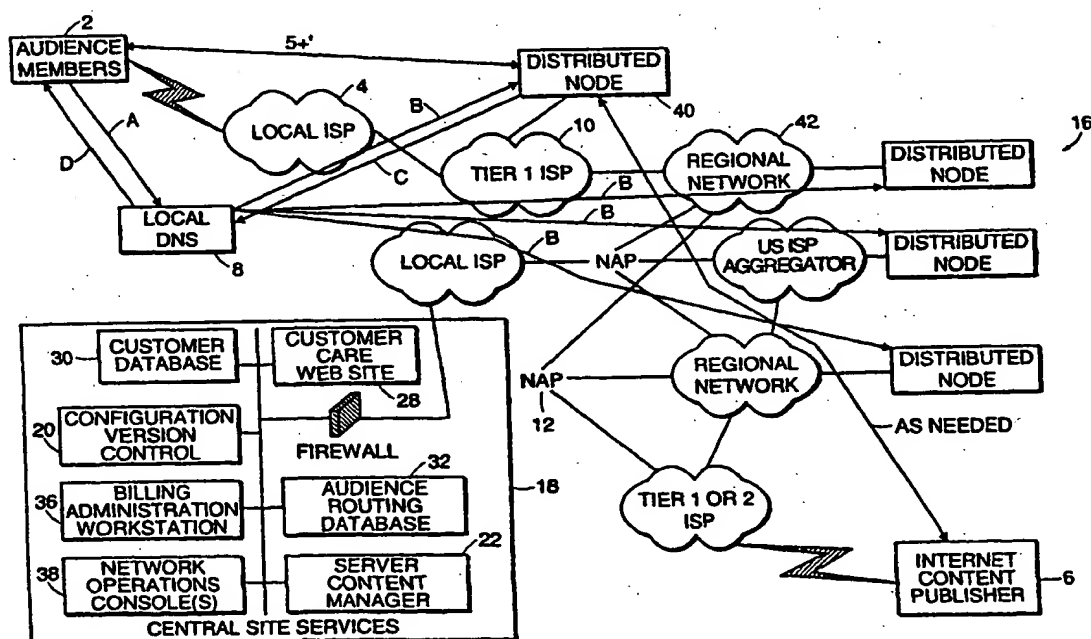 2
AUDIENCE
MEMBERS
5+'
DISTRIBUTED
NODE
40
4
LOCAL ISP
A
D
B
C
10
TIER 1 ISP
42
REGIONAL
NETWORK
16
DISTRIBUTED
NODE
LOCAL
DNS
8
B
B
B
LOCAL ISP
NAP
US ISP
AGGREGATOR
DISTRIBUTED
NODE
30
CUSTOMER
DATABASE
CUSTOMER
CARE
WEB SITE
28
NAP
12
REGIONAL
NETWORK
DISTRIBUTED
NODE
AS NEEDED
20
CONFIGURATION
VERSION
CONTROL
FIREWALL
36
BILLING
ADMINISTRATION
WORKSTATION
32
AUDIENCE
ROUTING
DATABASE
18
TIER 1 OR 2
ISP
38
NETWORK
OPERATIONS
CONSOLE(S)
22
SERVER
CONTENT
MANAGER
INTERNET
CONTENT
PUBLISHER
6
CENTRAL SITE SERVICES